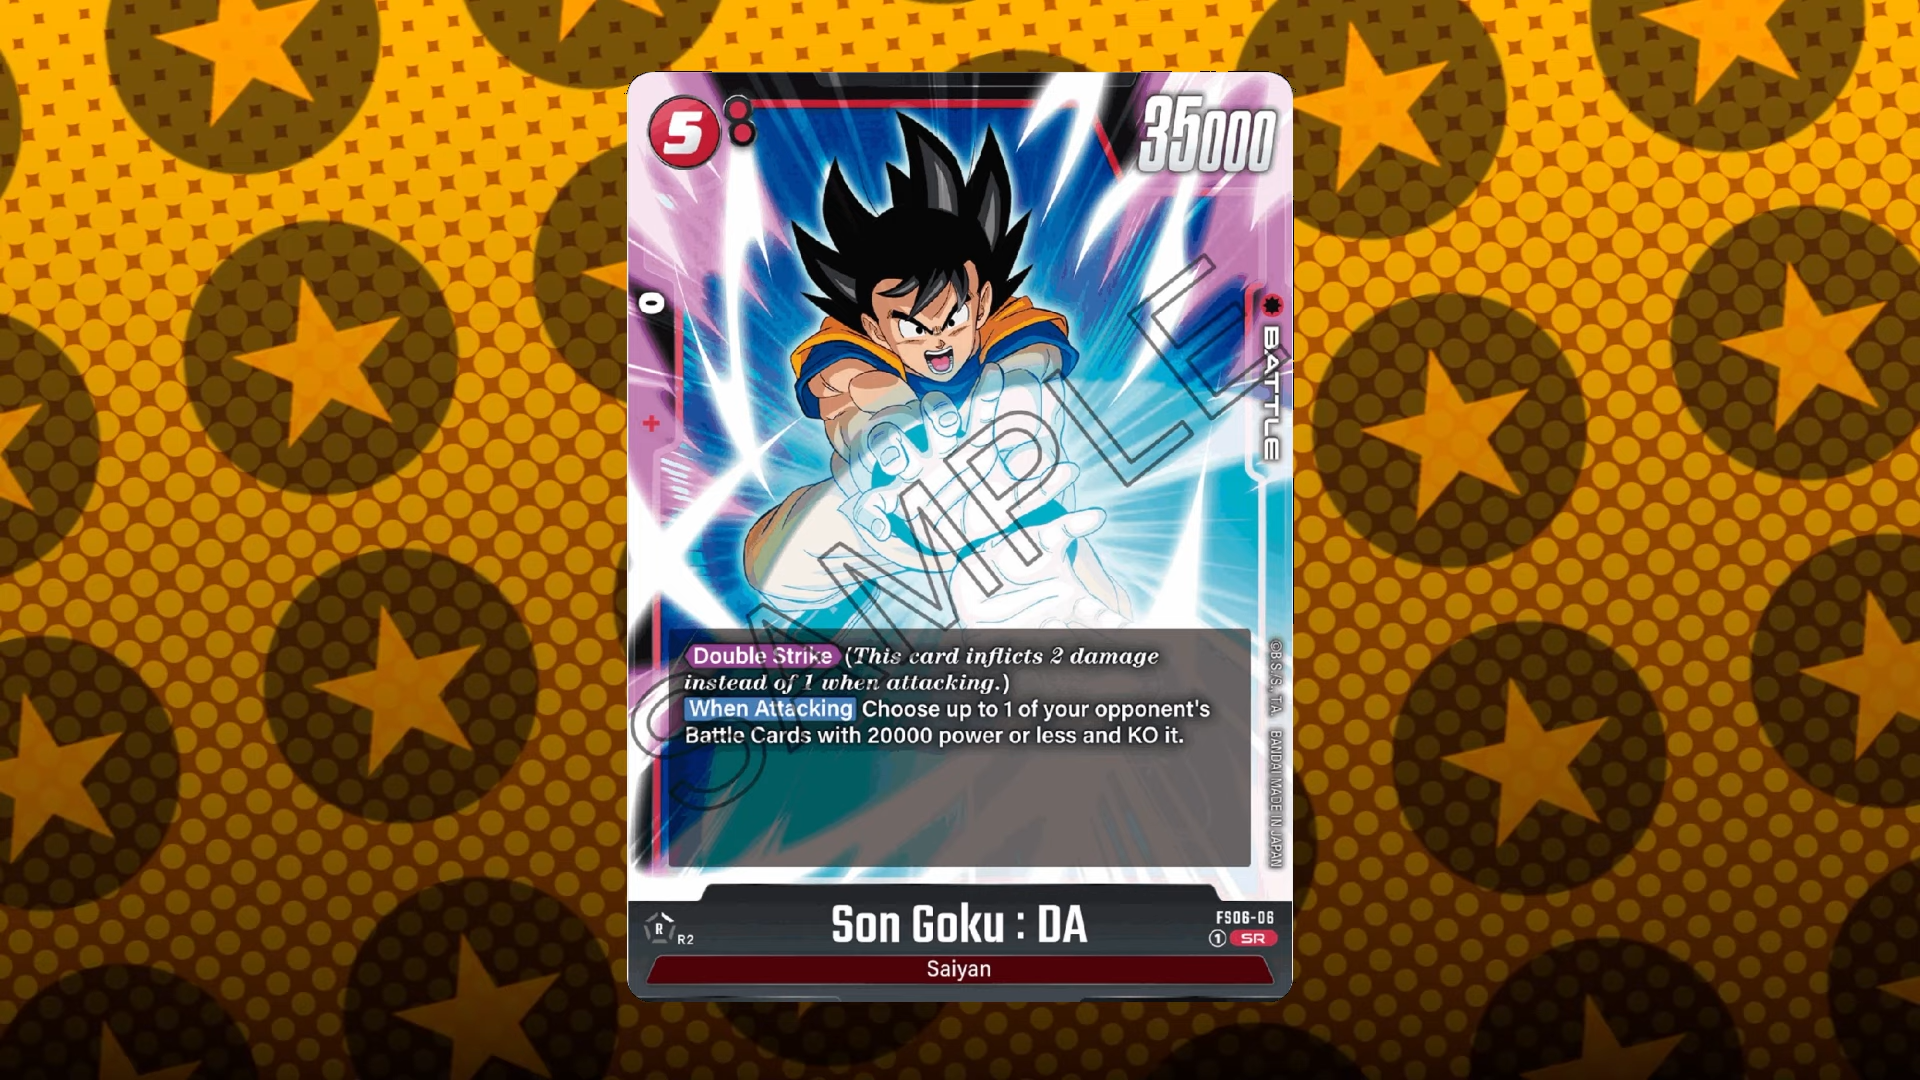 5
35000
0
+
BATTLE
SAMPLE
Double Strike (This card inflicts 2 damage
instead of 1 when attacking.)
When Attacking Choose up to 1 of your opponent's
Battle Cards with 20000 power or less and KO it.
©B.S./S., T.A. BANDAI MADE IN JAPAN
R
R2
Son Goku : DA
FS06-06
1 SR
Saiyan